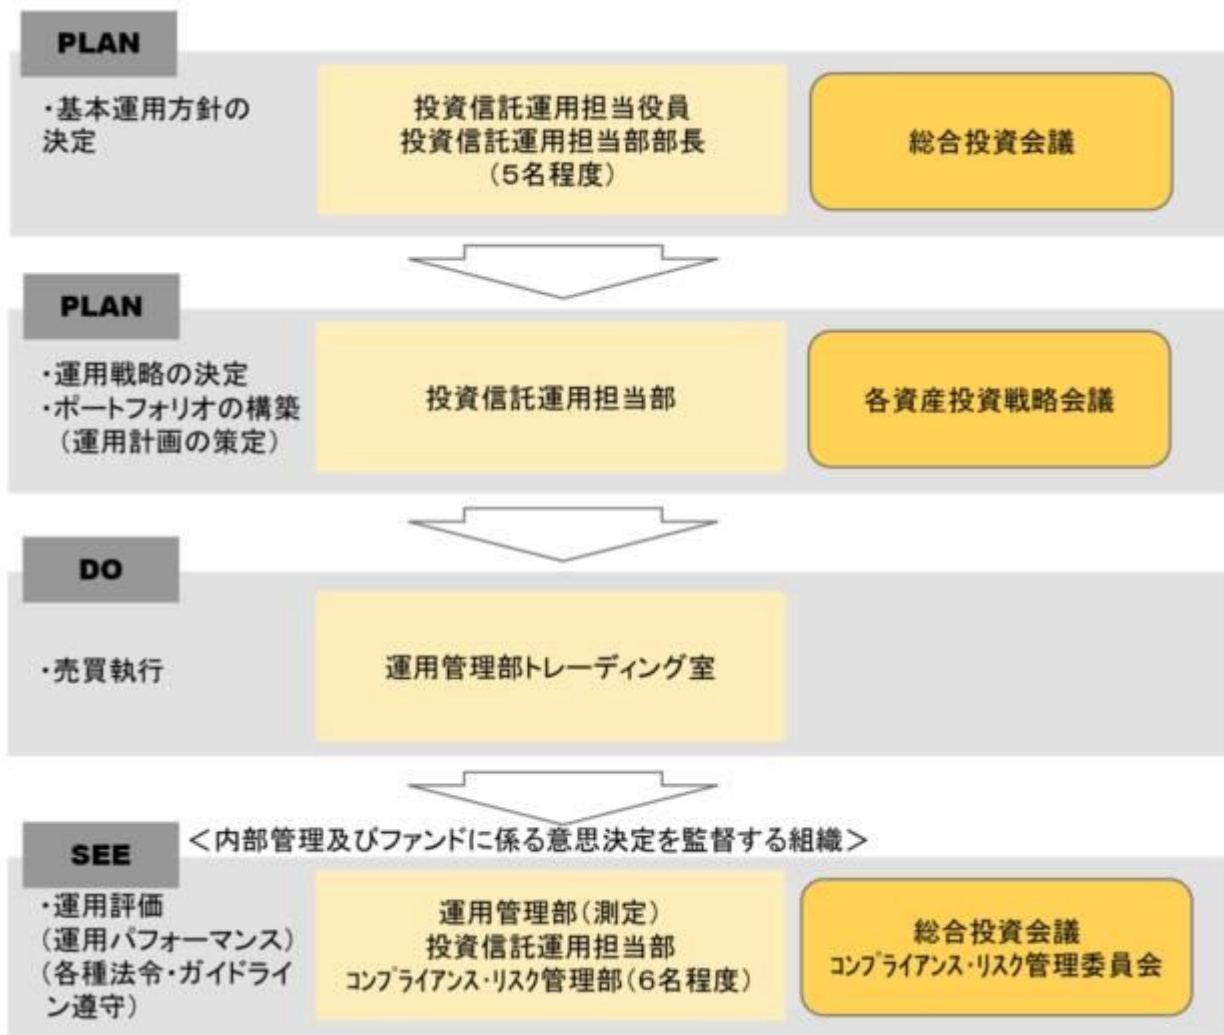 PLAN
・基本運用方針の
決定
投資信託運用担当役員
投資信託運用担当部部長
(5名程度)
総合投資会議
PLAN
・運用戦略の決定
・ポートフォリオの構築
(運用計画の策定)
投資信託運用担当部
各資産投資戦略会議
DO
・売買執行
運用管理部トレーディング室
SEE
＜内部管理及びファンドに係る意思決定を監督する組織＞
・運用評価
(運用パフォーマンス)
(各種法令・ガイドライ
ン遵守)
運用管理部(測定)
投資信託運用担当部
ｺﾝﾌﾟﾗｲｱﾝｽ・ﾘｽｸ管理部(6名程度)
総合投資会議
ｺﾝﾌﾟﾗｲｱﾝｽ・ﾘｽｸ管理委員会